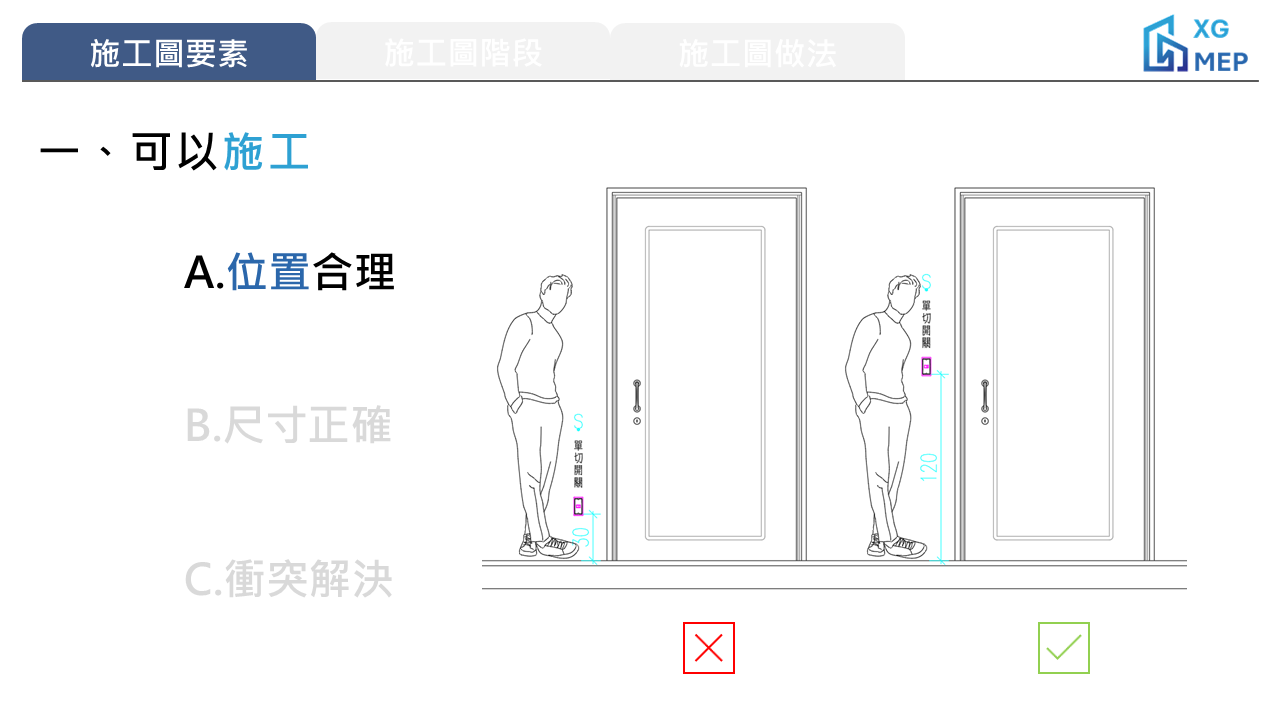 施工圖要素
施工圖階段
施工圖做法
XG
MEP
一、可以施工
A.位置合理
B.尺寸正確
C.衝突解決
S
單切開關
30
S
單切開關
120